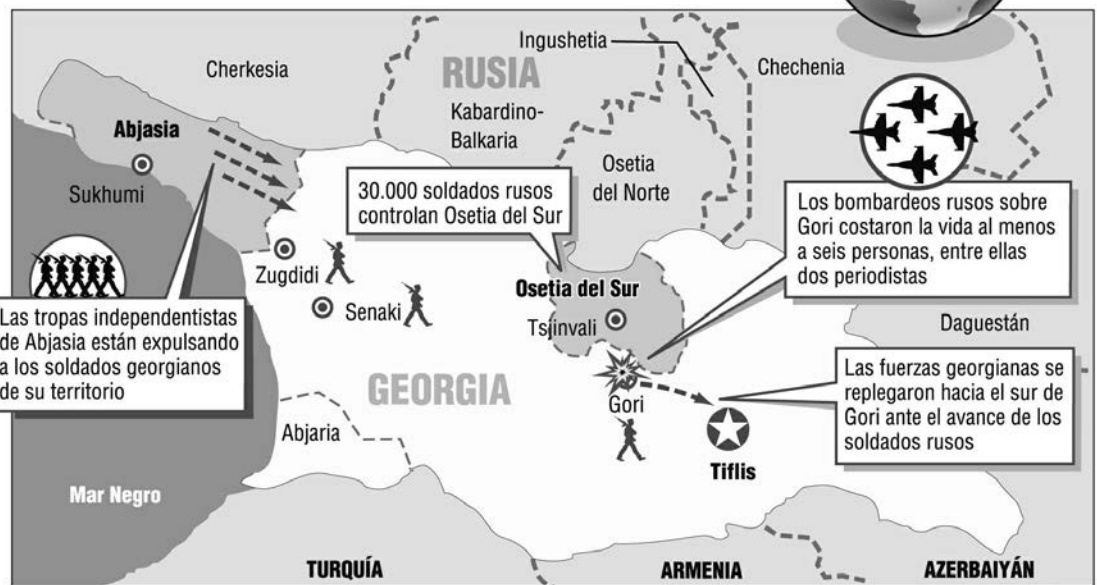 Ingushetia
Cherkesia
RUSIA
Chechenia
Kabardino-
Balkaria
Abjasia
Osetia
del Norte
Sukhumi
30.000 soldados rusos
controlan Osetia del Sur
Los bombardeos rusos sobre
Gori costaron la vida al menos
a seis personas, entre ellas
dos periodistas
Zugdidi
Senaki
Osetia del Sur
Tsjinvali
Daguestán
Las tropas independentistas
de Abjasia están expulsando
a los soldados georgianos
de su territorio
GEORGIA
Gori
Las fuerzas georgianas se
replegaron hacia el sur de
Gori ante el avance de los
soldados rusos
Abjaria
Tiflis
Mar Negro
TURQUÍA
ARMENIA
AZERBAIYÁN